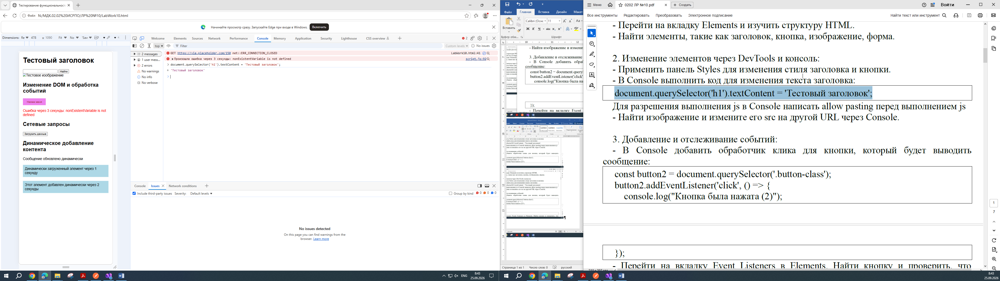 Тестирование функциональност
Файл
N:/МДК.02.02%20ИСРПО/ЛР%20№10/LabWork10.html
Начинайте просмотр сразу. Запускайте Edge при входе в Windows.
Включить
Dimensions: Re 478 x 1090 Fit No 'Sav
Welcome Elements Sources Network Performance Console Memory Application Security Lighthouse CSS overview
2
top Filter Custom levels No issues
2 messages
1 user mess...
2 errors
No warnings
No info
No verbose
GET https://via.placeholder.com/150 net::ERR_CONNECTION_CLOSED LabWork10.html:41
Произошла ошибка через 3 секунды: nonExistentVariable is not defined script.js:92
document.querySelector('h1').textContent = 'Тестовый заголовок';
'Тестовый заголовок'
Тестовый заголовок
Найти
Тестовое изображение
Изменение DOM и обработка
событий
Нажми меня
Ошибка через 3 секунды: nonExistentVariable is not
defined
Сетевые запросы
Загрузить данные
Динамическое добавление
контента
Сообщение обновлено динамически
Динамически загруженный элемент через 1
секунду
Этот элемент добавлен динамически через 2
секунды
Console Issues Network conditions
Include third-party issues Severity: Default levels
Group by kind 0 0 0
No issues detected
On this page you can find warnings from the
browser. Learn more
ENG
8:43
25.09.2026
Файл Главная Вставка Дизайн Макет
Вставить
Calibri (Оснс 11
Ж К Ч abc
Буфер обм... Шрифт
- Найти изображение и измени
3. Добавление и отслеживание
- В Console добавить обраб
сообщение:
const button2 = document.query
button2.addEventListener('click'
console.log("Кнопка была на
});
- Перейти на вкладку Event
Страница 1 из 1 Число слов: 0 русский
Меню
0202 ЛР №10.pdf
Создать
Войти
Все инструменты Редактировать Преобразовать Электронное подписание
Найти текст или инструмент
- Перейти на вкладку Elements и изучить структуру HTML.
- Найти элементы, такие как заголовок, кнопка, изображение, форма.
2. Изменение элементов через DevTools и консоль:
- Применить панель Styles для изменения стиля заголовка и кнопки.
- В Console выполнить код для изменения текста заголовка:
document.querySelector('h1').textContent = 'Тестовый заголовок';
Для разрешения выполнения js в Console написать allow pasting перед выполнением js
- Найти изображение и измените его src на другой URL через Console.
3. Добавление и отслеживание событий:
- В Console добавить обработчик клика для кнопки, который будет выводить
сообщение:
const button2 = document.querySelector('.button-class');
button2.addEventListener('click', () => {
console.log("Кнопка была нажата (2)");
});
- Перейти на вкладку Event Listeners в Elements. Найти кнопку и проверить, что
1
7
8:43
25.09.2026